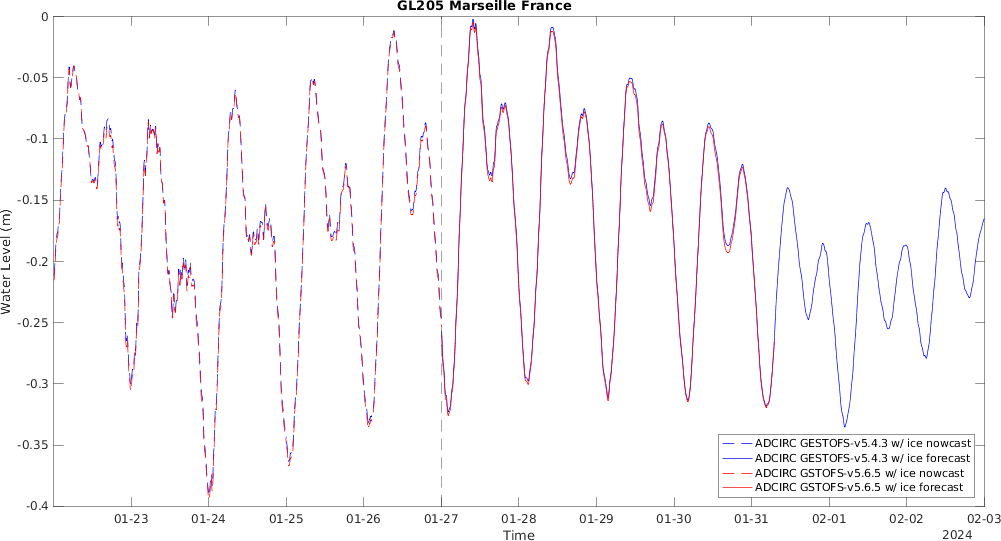 GL205 Marseille France
0
-0.05
-0.1
-0.15
-0.2
-0.25
-0.3
-0.35
-0.4
Water Level (m)
ADCIRC GESTOFS-v5.4.3 w/ ice nowcast
ADCIRC GESTOFS-v5.4.3 w/ ice forecast
ADCIRC GSTOFS-v5.6.5 w/ ice nowcast
ADCIRC GSTOFS-v5.6.5 w/ ice forecast
01-23 01-24 01-25 01-26 01-27 01-28 01-29 01-30 01-31 02-01 02-02 02-03
Time
2024